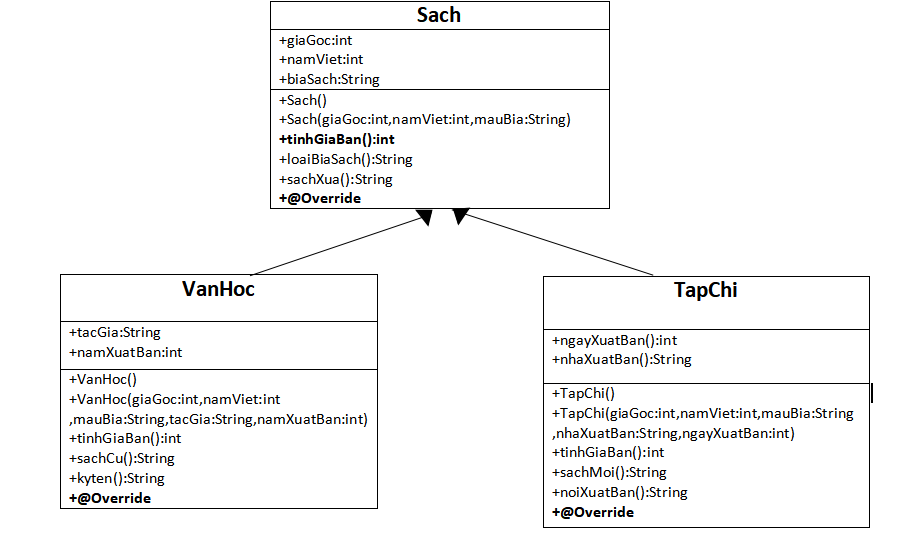 Sach
+giaGoc:int
+namViet:int
+biaSach:String
+Sach()
+Sach(giaGoc:int,namViet:int,mauBia:String)
+tinhGiaBan():int
+loaiBiaSach():String
+sachXua():String
+@Override
VanHoc
+tacGia:String
+namXuatBan:int
+VanHoc()
+VanHoc(giaGoc:int,namViet:int
,mauBia:String,tacGia:String,namXuatBan:int)
+tinhGiaBan():int
+sachCu():String
+kyten():String
+@Override
TapChi
+ngayXuatBan():int
+nhaXuatBan():String
+TapChi()
+TapChi(giaGoc:int,namViet:int,mauBia:String
,nhaXuatBan:String,ngayXuatBan:int)
+tinhGiaBan():int
+sachMoi():String
+noiXuatBan():String
+@Override